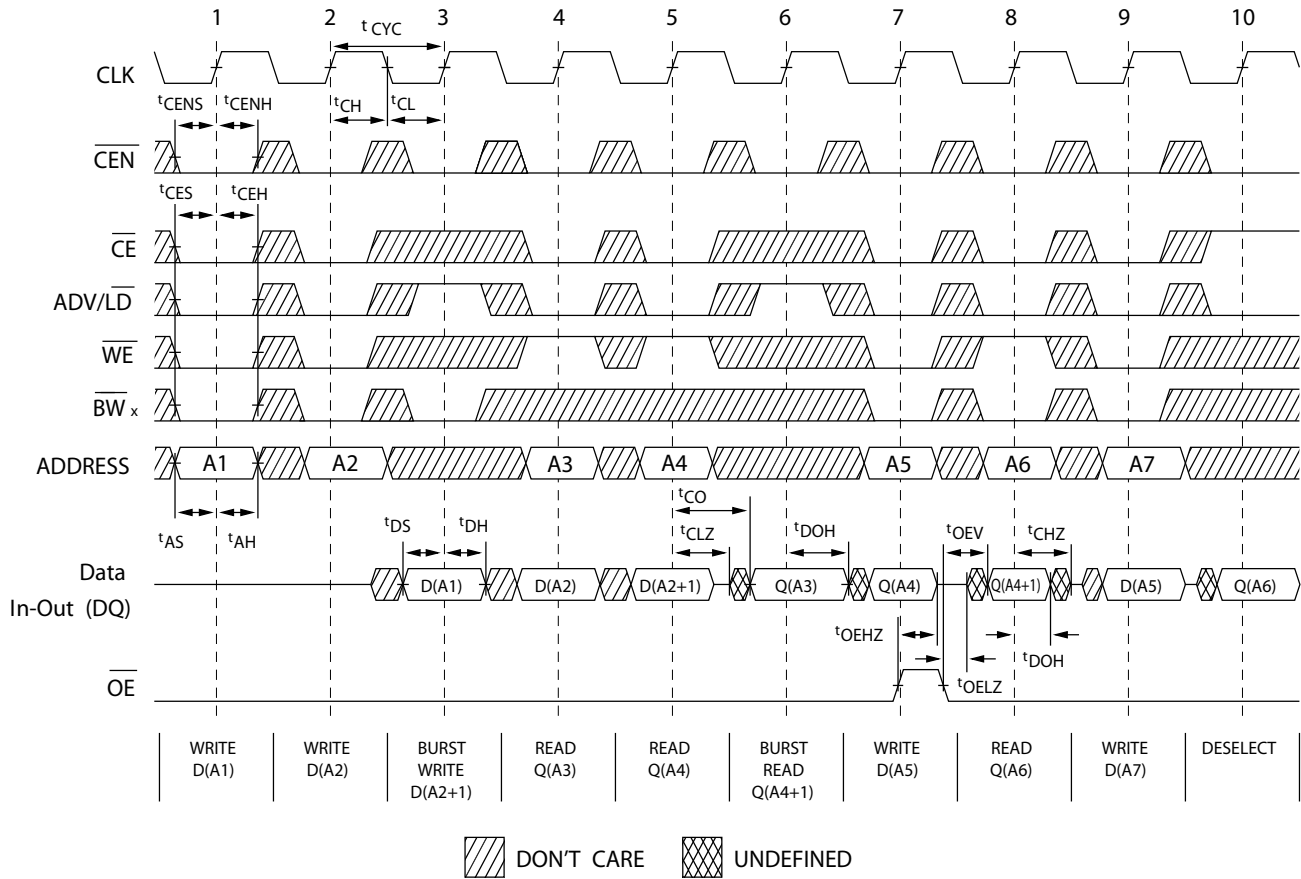 1 2 3 4 5 6 7 8 9 10
t CYC
CLK
tCENS tCENH tCH tCL
CEN
tCES tCEH
CE
ADV/LD
WE
BW x
ADDRESS A1 A2 A3 A4 A5 A6 A7
tCO
tAS tAH tDS tDH tCLZ tDOH tOEV tCHZ
Data
In-Out (DQ)
D(A1) D(A2) D(A2+1) Q(A3) Q(A4) Q(A4+1) D(A5) Q(A6)
tOEHZ tDOH
tOELZ
OE
WRITE
D(A1)
WRITE
D(A2)
BURST
WRITE
D(A2+1)
READ
Q(A3)
READ
Q(A4)
BURST
READ
Q(A4+1)
WRITE
D(A5)
READ
Q(A6)
WRITE
D(A7)
DESELECT
DON'T CARE UNDEFINED